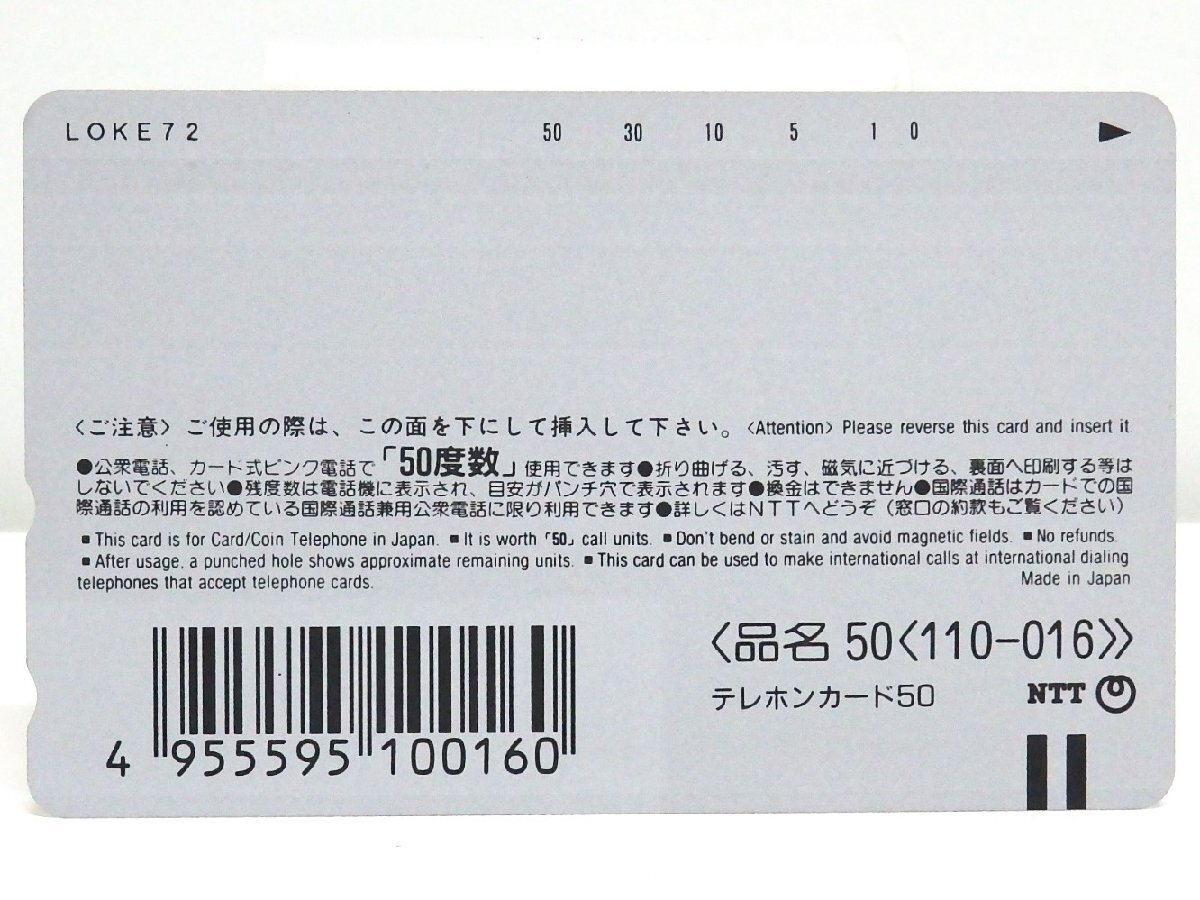 LOKE72 50 30 10 5 1 0 ▶
〈ご注意〉ご使用の際は、この面を下にして挿入して下さい。〈Attention〉Please reverse this card and insert it
●公衆電話、カード式ピンク電話で「50度数」使用できます●折り曲げる、汚す、磁気に近づける、裏面へ印刷する等は
しないでください●残度数は電話機に表示され、目安がパンチ穴で表示されます●換金はできません●国際通話はカードでの国
際通話の利用を認めている国際通話兼用公衆電話に限り利用できます●詳しくはNTTへどうぞ（窓口の約款もご覧ください）
■This card is for Card/Coin Telephone in Japan. ■It is worth「50」call units. ■Don't bend or stain and avoid magnetic fields. ■No refunds.
■After usage, a punched hole shows approximate remaining units. ■This card can be used to make international calls at international dialing
telephones that accept telephone cards. Made in Japan
〈品名 50〈110-016〉〉
テレホンカード50 NTT
4 955595 100160